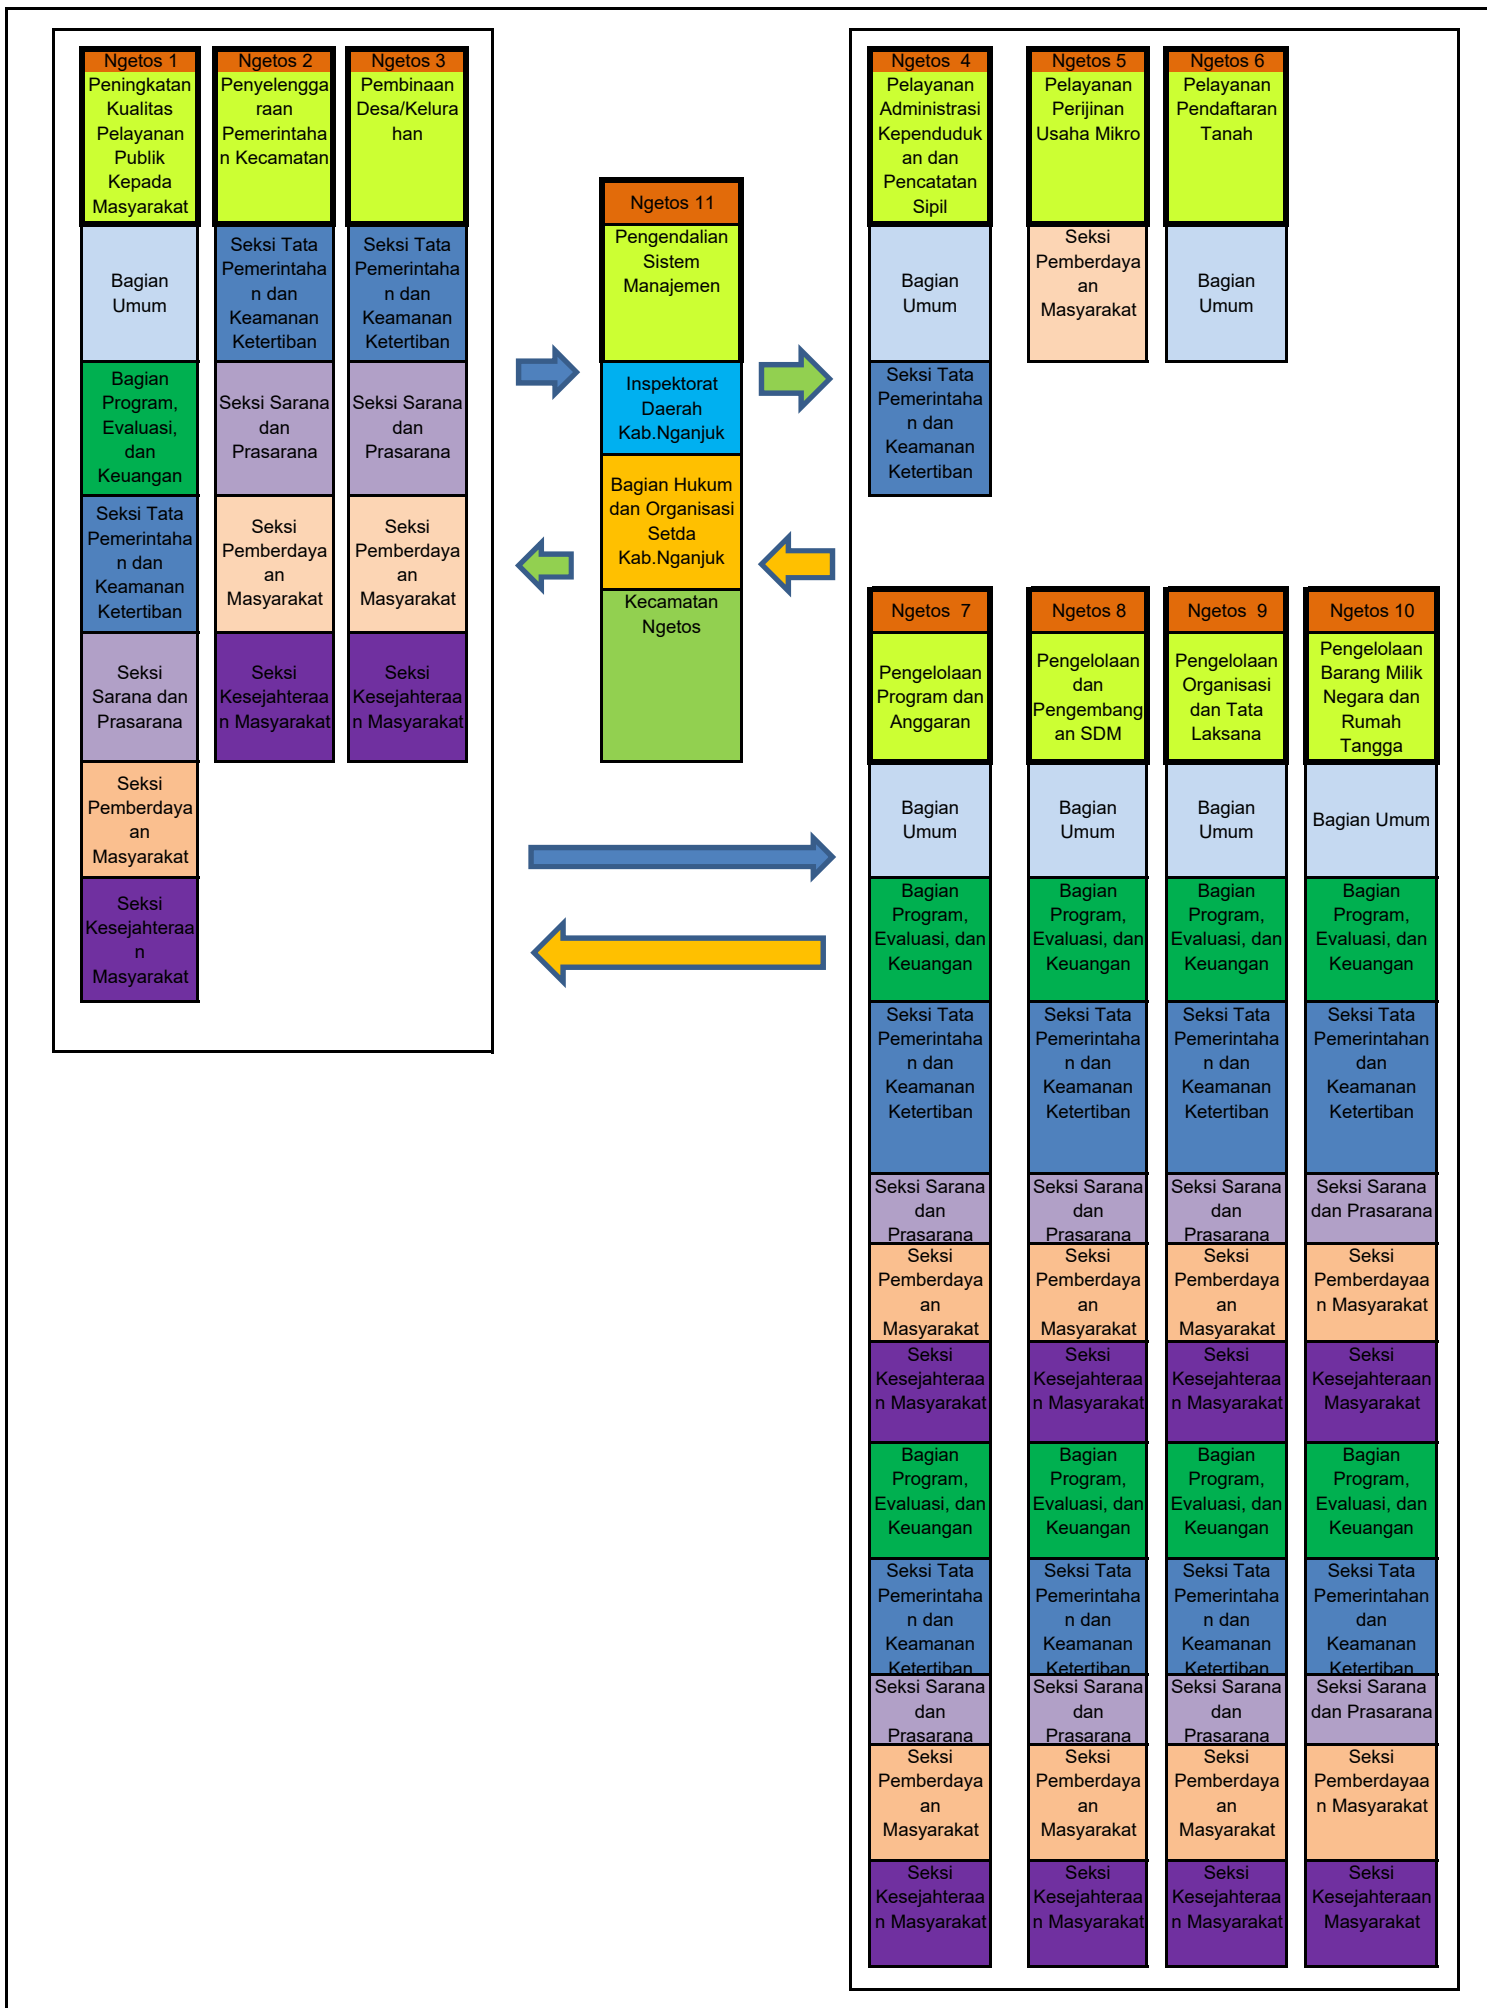 Ngetos 1
Peningkatan
Kualitas
Pelayanan
Publik
Kepada
Masyarakat
Bagian
Umum
Bagian
Program,
Evaluasi,
dan
Keuangan
Seksi Tata
Pemerintaha
n dan
Keamanan
Ketertiban
Seksi
Sarana dan
Prasarana
Seksi
Pemberdaya
an
Masyarakat
Seksi
Kesejahteraa
n
Masyarakat
Ngetos 2
Penyelengga
raan
Pemerintaha
n Kecamatan
Seksi Tata
Pemerintaha
n dan
Keamanan
Ketertiban
Seksi Sarana
dan
Prasarana
Seksi
Pemberdaya
an
Masyarakat
Seksi
Kesejahteraa
n Masyarakat
Ngetos 3
Pembinaan
Desa/Kelura
han
Seksi Tata
Pemerintaha
n dan
Keamanan
Ketertiban
Seksi Sarana
dan
Prasarana
Seksi
Pemberdaya
an
Masyarakat
Seksi
Kesejahteraa
n Masyarakat
Ngetos 11
Pengendalian
Sistem
Manajemen
Inspektorat
Daerah
Kab.Nganjuk
Bagian Hukum
dan Organisasi
Setda
Kab.Nganjuk
Kecamatan
Ngetos
Ngetos 4
Pelayanan
Administrasi
Kependuduk
an dan
Pencatatan
Sipil
Bagian
Umum
Seksi Tata
Pemerintaha
n dan
Keamanan
Ketertiban
Ngetos 5
Pelayanan
Perijinan
Usaha Mikro
Seksi
Pemberdaya
an
Masyarakat
Ngetos 6
Pelayanan
Pendaftaran
Tanah
Bagian
Umum
Ngetos 7
Pengelolaan
Program dan
Anggaran
Bagian
Umum
Bagian
Program,
Evaluasi, dan
Keuangan
Seksi Tata
Pemerintaha
n dan
Keamanan
Ketertiban
Seksi Sarana
dan
Prasarana
Seksi
Pemberdaya
an
Masyarakat
Seksi
Kesejahteraa
n Masyarakat
Bagian
Program,
Evaluasi, dan
Keuangan
Seksi Tata
Pemerintaha
n dan
Keamanan
Ketertiban
Seksi Sarana
dan
Prasarana
Seksi
Pemberdaya
an
Masyarakat
Seksi
Kesejahteraa
n Masyarakat
Ngetos 8
Pengelolaan
dan
Pengembang
an SDM
Bagian
Umum
Bagian
Program,
Evaluasi, dan
Keuangan
Seksi Tata
Pemerintaha
n dan
Keamanan
Ketertiban
Seksi Sarana
dan
Prasarana
Seksi
Pemberdaya
an
Masyarakat
Seksi
Kesejahteraa
n Masyarakat
Bagian
Program,
Evaluasi, dan
Keuangan
Seksi Tata
Pemerintaha
n dan
Keamanan
Ketertiban
Seksi Sarana
dan
Prasarana
Seksi
Pemberdaya
an
Masyarakat
Seksi
Kesejahteraa
n Masyarakat
Ngetos 9
Pengelolaan
Organisasi
dan Tata
Laksana
Bagian
Umum
Bagian
Program,
Evaluasi, dan
Keuangan
Seksi Tata
Pemerintaha
n dan
Keamanan
Ketertiban
Seksi Sarana
dan
Prasarana
Seksi
Pemberdaya
an
Masyarakat
Seksi
Kesejahteraa
n Masyarakat
Bagian
Program,
Evaluasi, dan
Keuangan
Seksi Tata
Pemerintaha
n dan
Keamanan
Ketertiban
Seksi Sarana
dan
Prasarana
Seksi
Pemberdaya
an
Masyarakat
Seksi
Kesejahteraa
n Masyarakat
Ngetos 10
Pengelolaan
Barang Milik
Negara dan
Rumah
Tangga
Bagian Umum
Bagian
Program,
Evaluasi, dan
Keuangan
Seksi Tata
Pemerintahan
dan
Keamanan
Ketertiban
Seksi Sarana
dan Prasarana
Seksi
Pemberdayaa
n Masyarakat
Seksi
Kesejahteraan
Masyarakat
Bagian
Program,
Evaluasi, dan
Keuangan
Seksi Tata
Pemerintahan
dan
Keamanan
Ketertiban
Seksi Sarana
dan Prasarana
Seksi
Pemberdayaa
n Masyarakat
Seksi
Kesejahteraan
Masyarakat